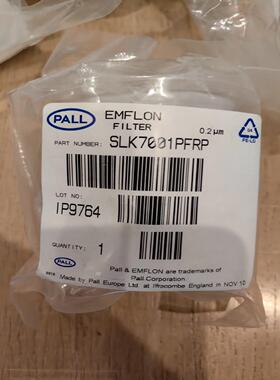 PALL
EMFLON
FILTER
0.2 µm
PART NUMBER: SLK7001PFRP
04
PE-LD
LOT NO:
IP9764
QUANTITY: 1
PALL
Pall & EMFLON are trademarks of
Pall Corporation.
Made by Pall Europe Ltd at Ilfracombe England in NOV 10